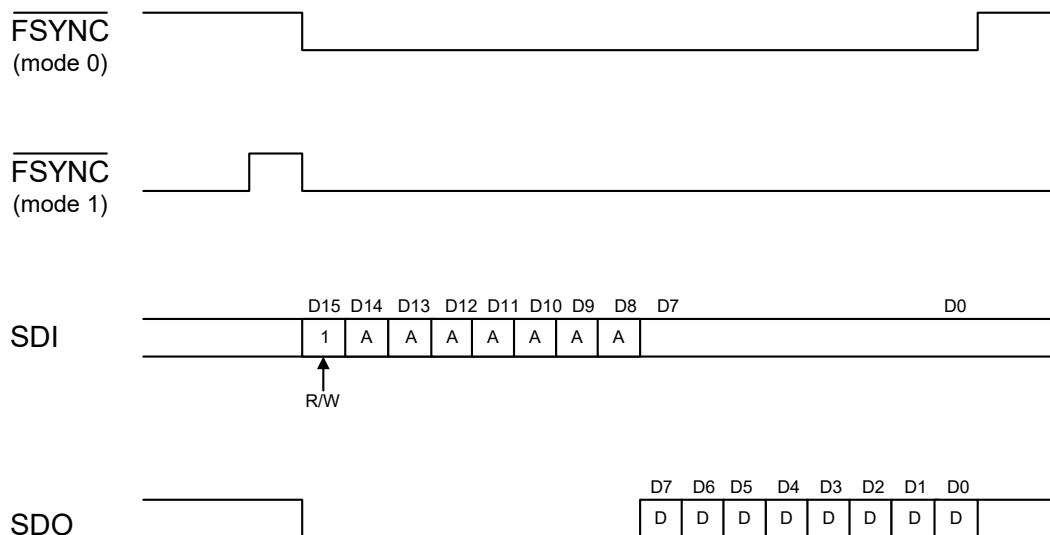 FSYNC
(mode 0)
FSYNC
(mode 1)
D15 D14 D13 D12 D11 D10 D9 D8 D7 D0
SDI 1 A A A A A A A
R/W
D7 D6 D5 D4 D3 D2 D1 D0
SDO D D D D D D D D